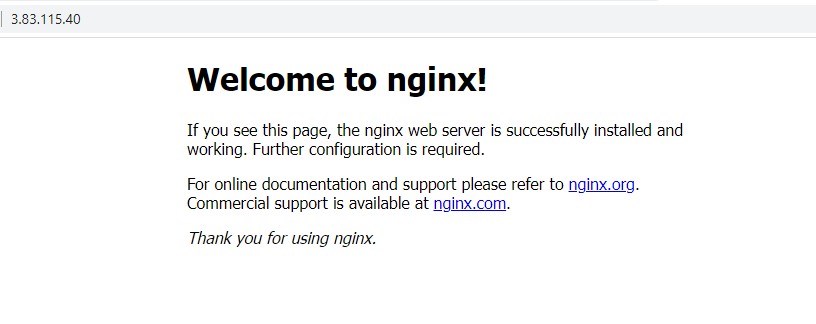 3.83.115.40
Welcome to nginx!
If you see this page, the nginx web server is successfully installed and
working. Further configuration is required.
For online documentation and support please refer to nginx.org.
Commercial support is available at nginx.com.
Thank you for using nginx.